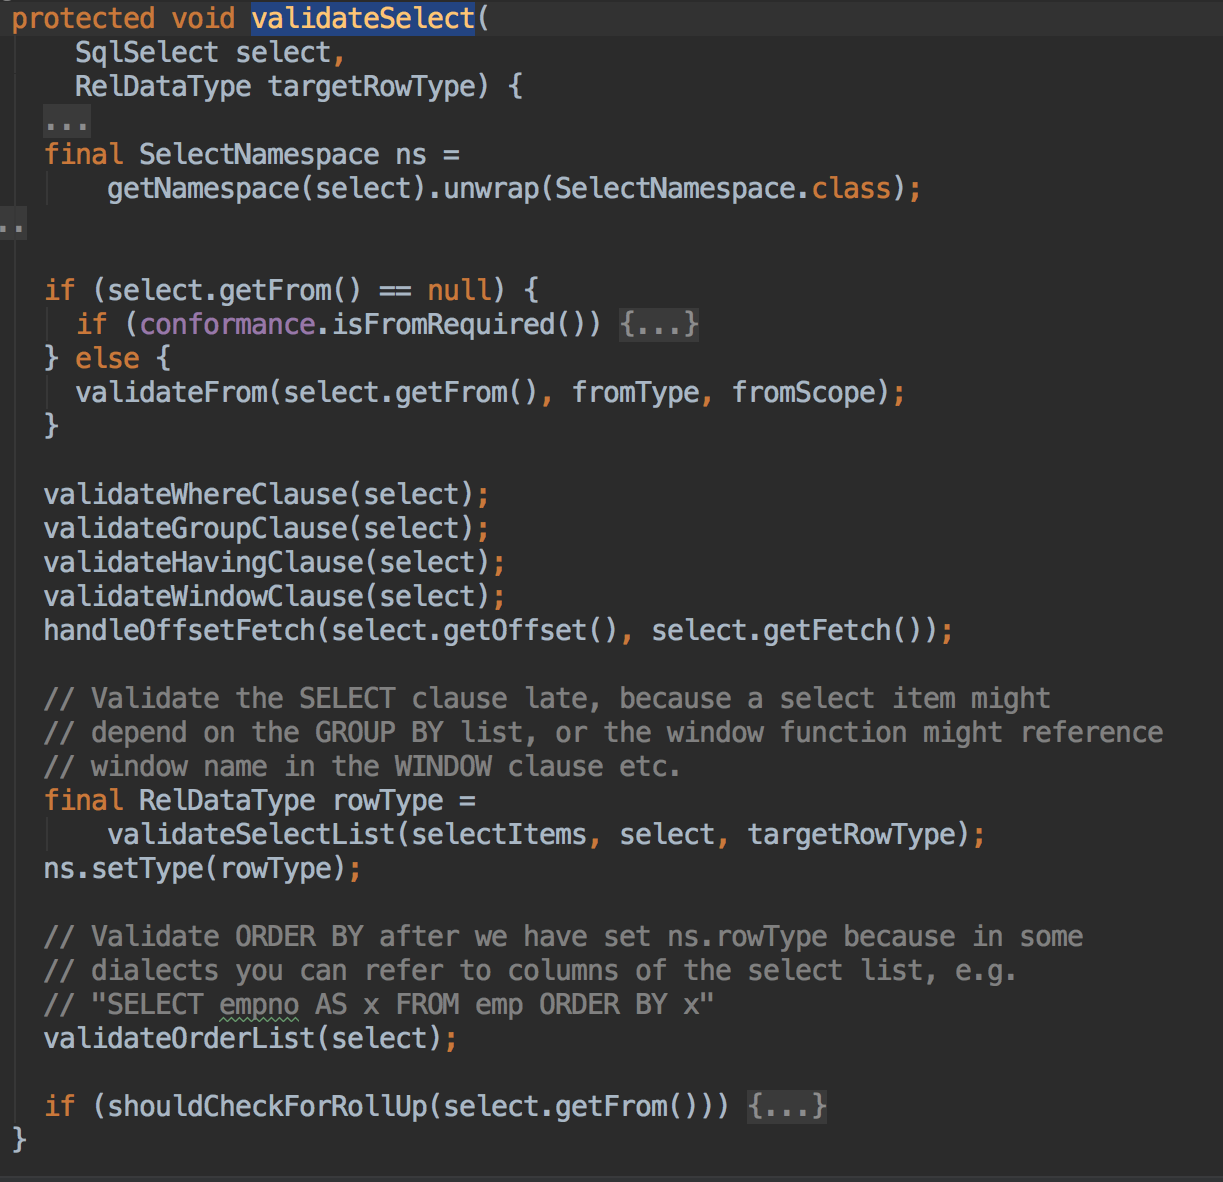 protected void validateSelect(
    SqlSelect select,
    RelDataType targetRowType) {
  ...
  final SelectNamespace ns =
      getNamespace(select).unwrap(SelectNamespace.class);
..
  if (select.getFrom() == null) {
    if (conformance.isFromRequired()) {...}
  } else {
    validateFrom(select.getFrom(), fromType, fromScope);
  }
  validateWhereClause(select);
  validateGroupClause(select);
  validateHavingClause(select);
  validateWindowClause(select);
  handleOffsetFetch(select.getOffset(), select.getFetch());
  // Validate the SELECT clause late, because a select item might
  // depend on the GROUP BY list, or the window function might reference
  // window name in the WINDOW clause etc.
  final RelDataType rowType =
      validateSelectList(selectItems, select, targetRowType);
  ns.setType(rowType);
  // Validate ORDER BY after we have set ns.rowType because in some
  // dialects you can refer to columns of the select list, e.g.
  // "SELECT empno AS x FROM emp ORDER BY x"
  validateOrderList(select);
  if (shouldCheckForRollUp(select.getFrom())) {...}
}